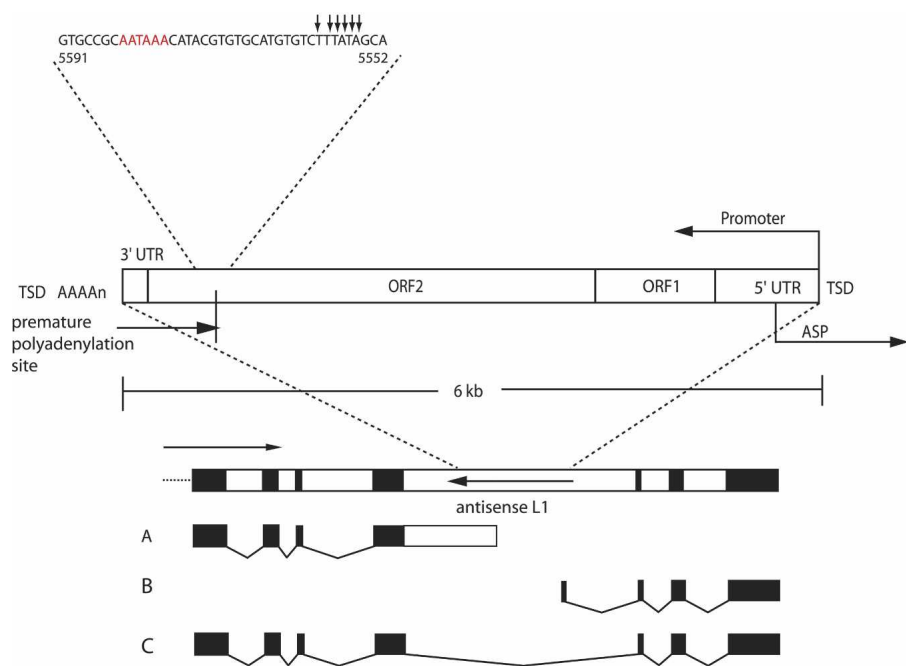 GTGCCGCAATAAACATACGTGTGCATGTGTCTTTATAGCA
5591 5552
Promoter
3' UTR
TSD AAAAn ORF2 ORF1 5' UTR TSD
premature
polyadenylation
site
ASP
6 kb
antisense L1
A
B
C